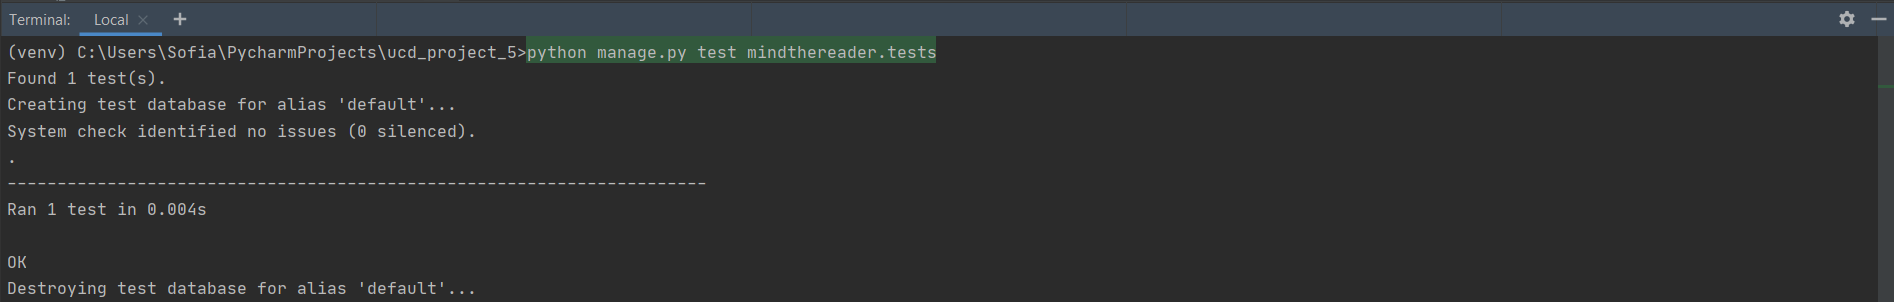 Terminal: Local × +
(venv) C:\Users\Sofia\PycharmProjects\ucd_project_5>python manage.py test mindthereader.tests
Found 1 test(s).
Creating test database for alias 'default'...
System check identified no issues (0 silenced).
.
----------------------------------------------------------------------
Ran 1 test in 0.004s
OK
Destroying test database for alias 'default'...